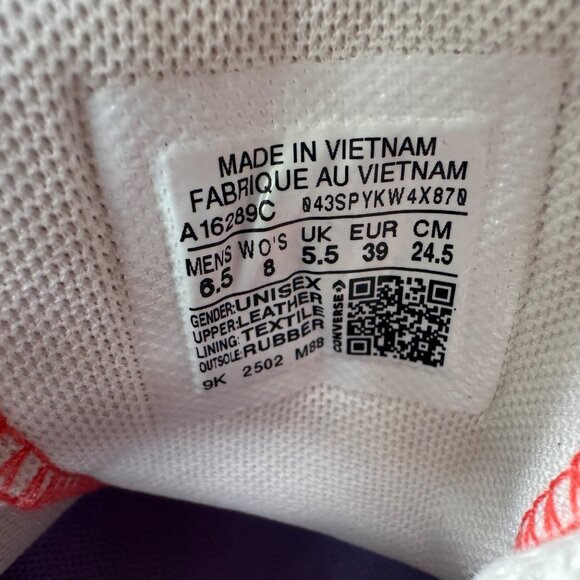 MADE IN VIETNAM
FABRIQUE AU VIETNAM
A16289C 043SPYKW4X870
MENS WO'S UK EUR CM
6.5 8 5.5 39 24.5
GENDER:UNISEX
UPPER:LEATHER
LINING:TEXTILE
OUTSOLE:RUBBER
9K 2502 M88
CONVERSE